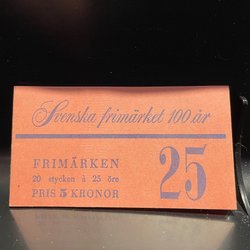 Svenska frimärket 100 år
FRIMÄRKEN
20 stycken à 25 öre
PRIS 5 KRONOR
25